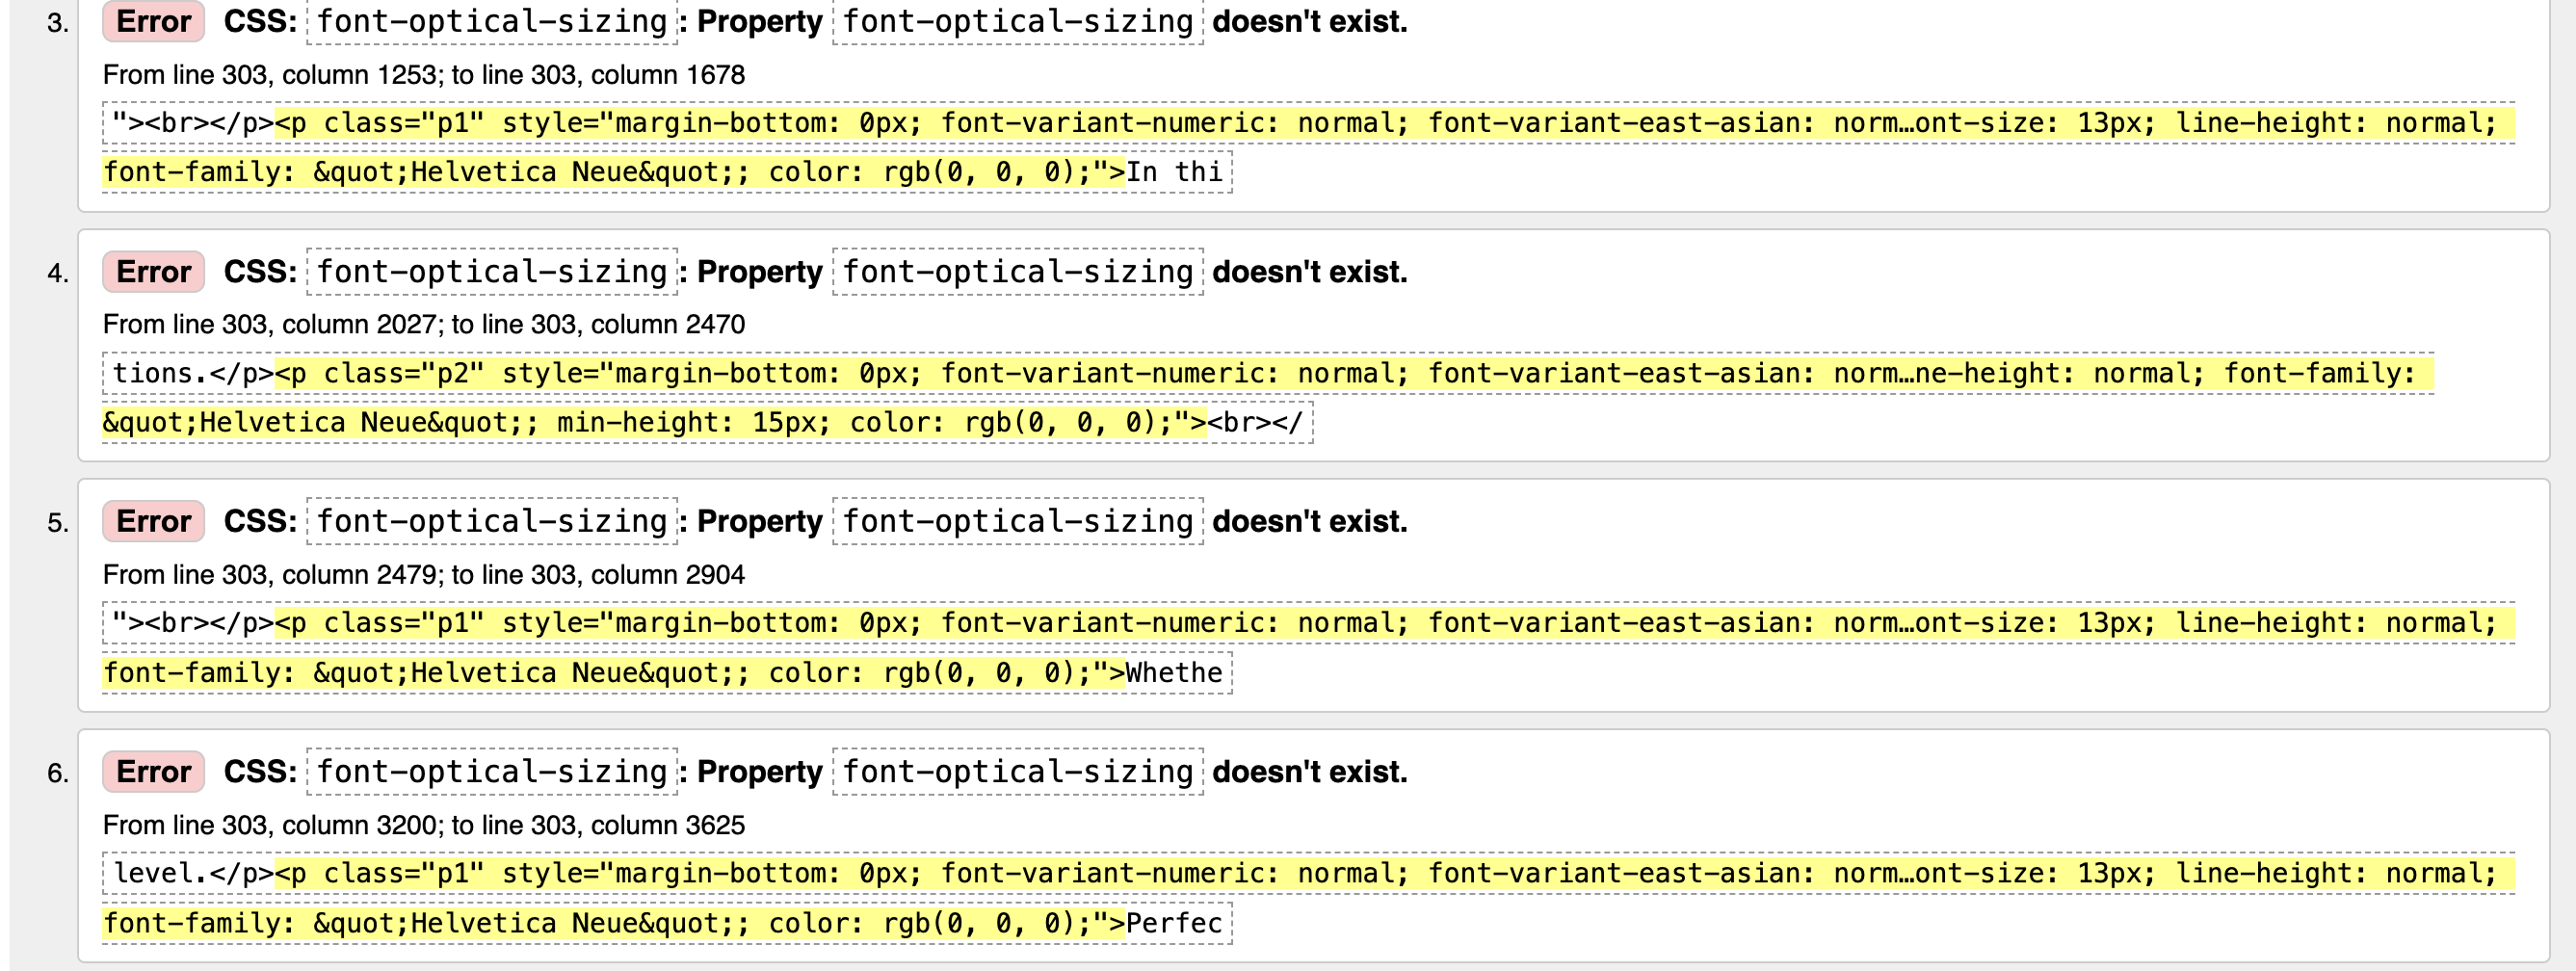 3. Error CSS: font-optical-sizing: Property font-optical-sizing doesn't exist.
From line 303, column 1253; to line 303, column 1678
"><br></p><p class="p1" style="margin-bottom: 0px; font-variant-numeric: normal; font-variant-east-asian: norm…ont-size: 13px; line-height: normal;
font-family: &quot;Helvetica Neue&quot;; color: rgb(0, 0, 0);">In thi
4. Error CSS: font-optical-sizing: Property font-optical-sizing doesn't exist.
From line 303, column 2027; to line 303, column 2470
tions.</p><p class="p2" style="margin-bottom: 0px; font-variant-numeric: normal; font-variant-east-asian: norm…ne-height: normal; font-family:
&quot;Helvetica Neue&quot;; min-height: 15px; color: rgb(0, 0, 0);"><br></
5. Error CSS: font-optical-sizing: Property font-optical-sizing doesn't exist.
From line 303, column 2479; to line 303, column 2904
"><br></p><p class="p1" style="margin-bottom: 0px; font-variant-numeric: normal; font-variant-east-asian: norm…ont-size: 13px; line-height: normal;
font-family: &quot;Helvetica Neue&quot;; color: rgb(0, 0, 0);">Whethe
6. Error CSS: font-optical-sizing: Property font-optical-sizing doesn't exist.
From line 303, column 3200; to line 303, column 3625
level.</p><p class="p1" style="margin-bottom: 0px; font-variant-numeric: normal; font-variant-east-asian: norm…ont-size: 13px; line-height: normal;
font-family: &quot;Helvetica Neue&quot;; color: rgb(0, 0, 0);">Perfec